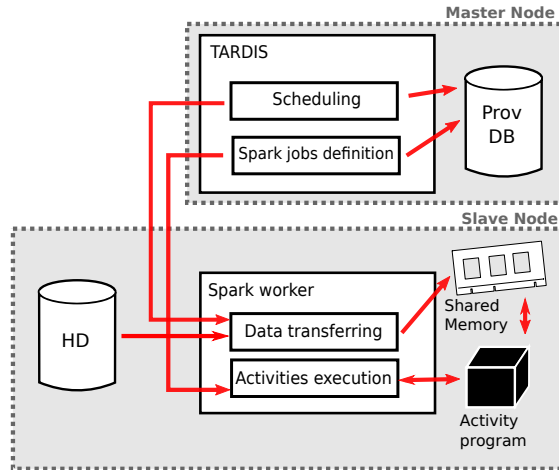 Master Node
TARDIS
Scheduling
Spark jobs definition
Prov
DB
Slave Node
HD
Spark worker
Data transferring
Activities execution
Shared
Memory
Activity
program